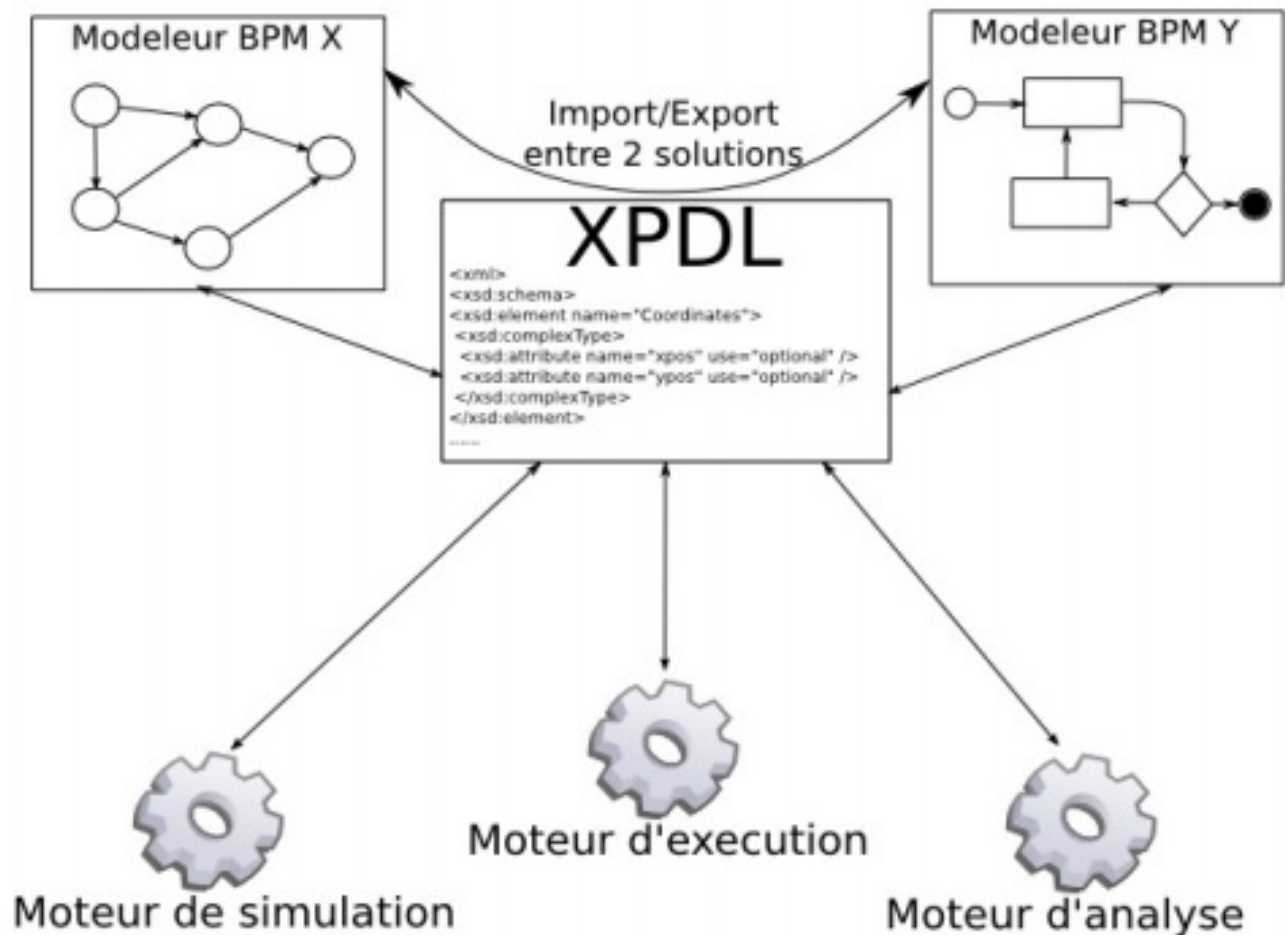 Modeleur BPM X
Modeleur BPM Y
Import/Export
entre 2 solutions
XPDL
<xml>
<xsd:schema>
<xsd:element name="Coordinates">
<xsd:complexType>
<xsd:attribute name="xpos" use="optional" />
<xsd:attribute name="ypos" use="optional" />
</xsd:complexType>
</xsd:element>
......
Moteur d'execution
Moteur de simulation
Moteur d'analyse